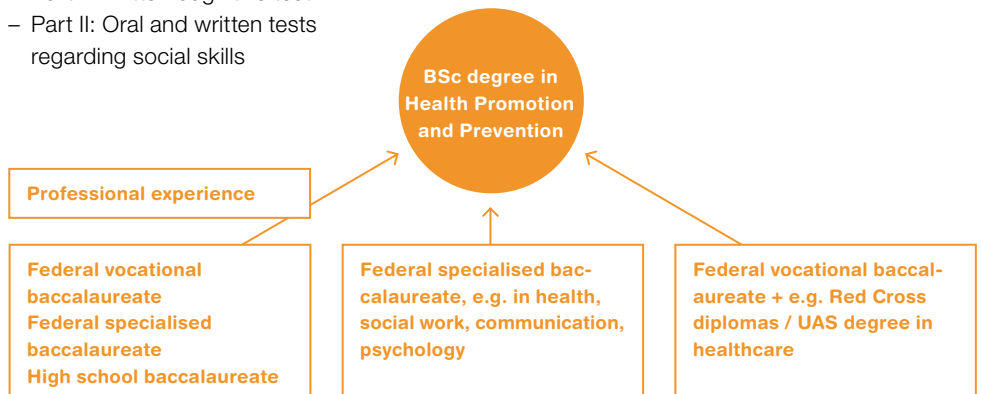 – Part II: Oral and written tests
regarding social skills
BSc degree in
Health Promotion
and Prevention
Professional experience
Federal vocational
baccalaureate
Federal specialised
baccalaureate
High school baccalaureate
Federal specialised bac-
calaureate, e.g. in health,
social work, communication,
psychology
Federal vocational baccal-
aureate + e.g. Red Cross
diplomas / UAS degree in
healthcare